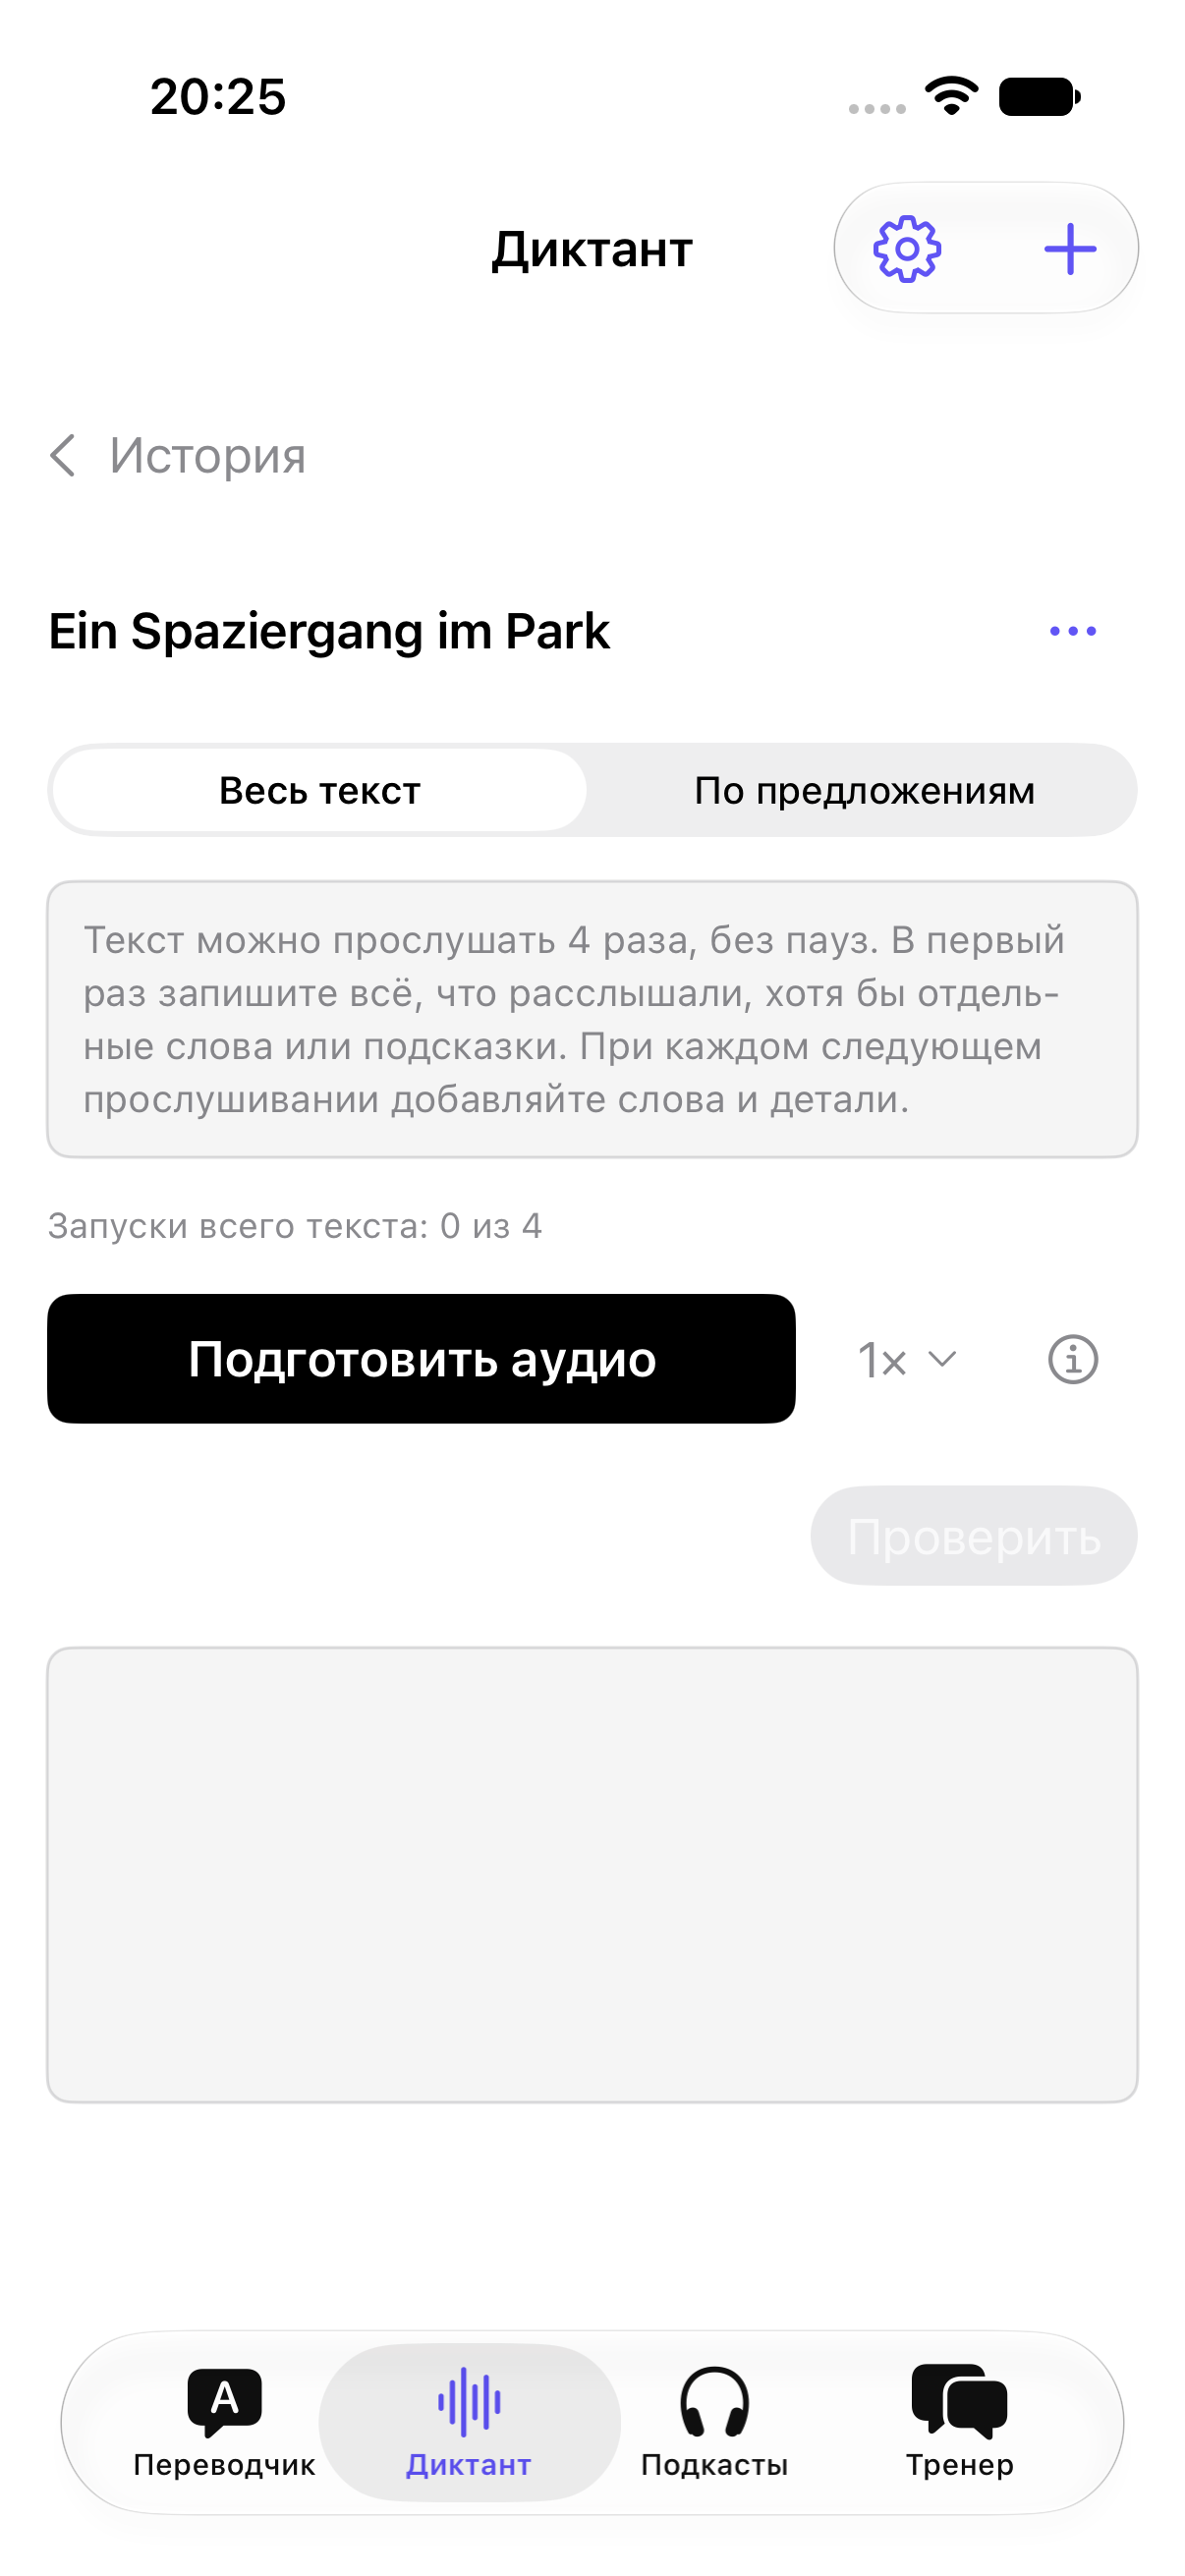 20:25
Диктант
История
Ein Spaziergang im Park
Весь текст
По предложениям
Текст можно прослушать 4 раза, без пауз. В первый
раз запишите всё, что расслышали, хотя бы отдель-
ные слова или подсказки. При каждом следующем
прослушивании добавляйте слова и детали.
Запуски всего текста: 0 из 4
Подготовить аудио
1×
Проверить
Переводчик
Диктант
Подкасты
Тренер